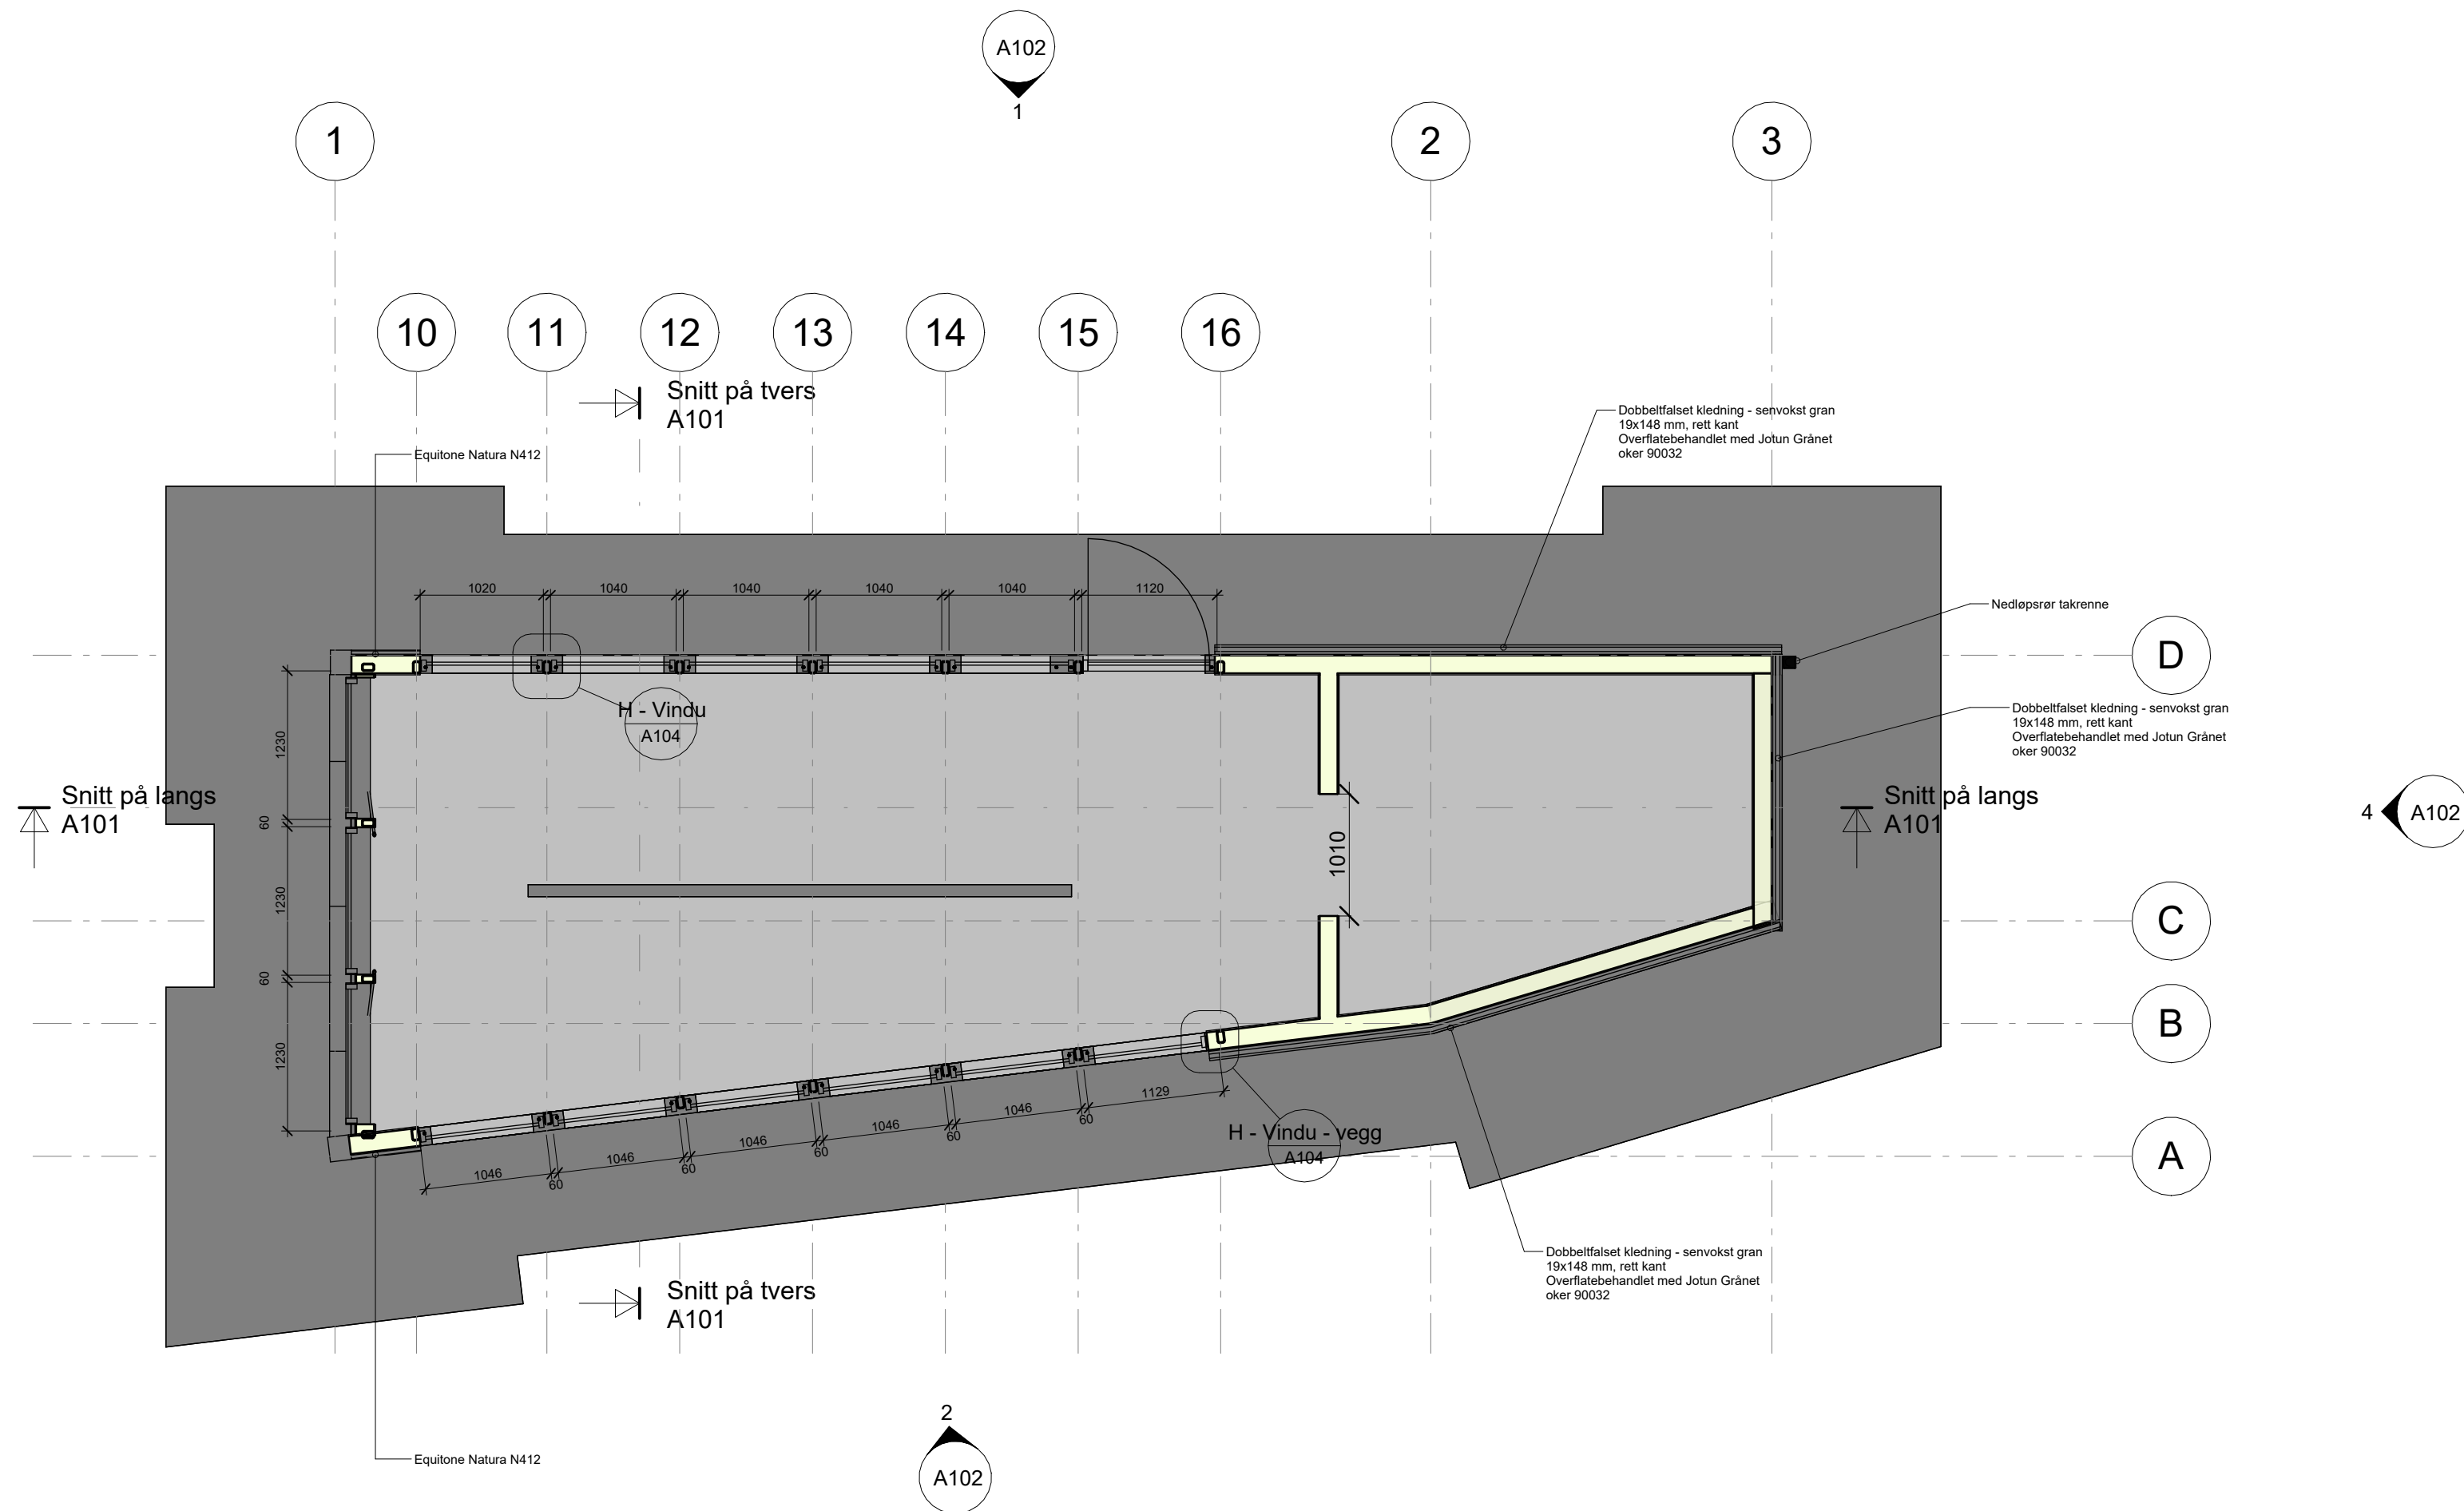 A102
1
1
2
3
10
11
12
13
14
15
16
Snitt på tvers
A101
Dobbeltfalset kledning - senvokst gran
19x148 mm, rett kant
Overflatebehandlet med Jotun Grånet
oker 90032
Equitone Natura N412
1020
1040
1040
1040
1040
1120
Nedløpsrør takrenne
D
H - Vindu
A104
Dobbeltfalset kledning - senvokst gran
19x148 mm, rett kant
Overflatebehandlet med Jotun Grånet
oker 90032
1230
60
1230
60
1230
Snitt på langs
A101
1010
Snitt på langs
A101
4
A102
C
B
A
1046
60
1046
60
1046
60
1046
60
1046
60
1129
H - Vindu - vegg
A104
Dobbeltfalset kledning - senvokst gran
19x148 mm, rett kant
Overflatebehandlet med Jotun Grånet
oker 90032
Snitt på tvers
A101
2
A102
Equitone Natura N412